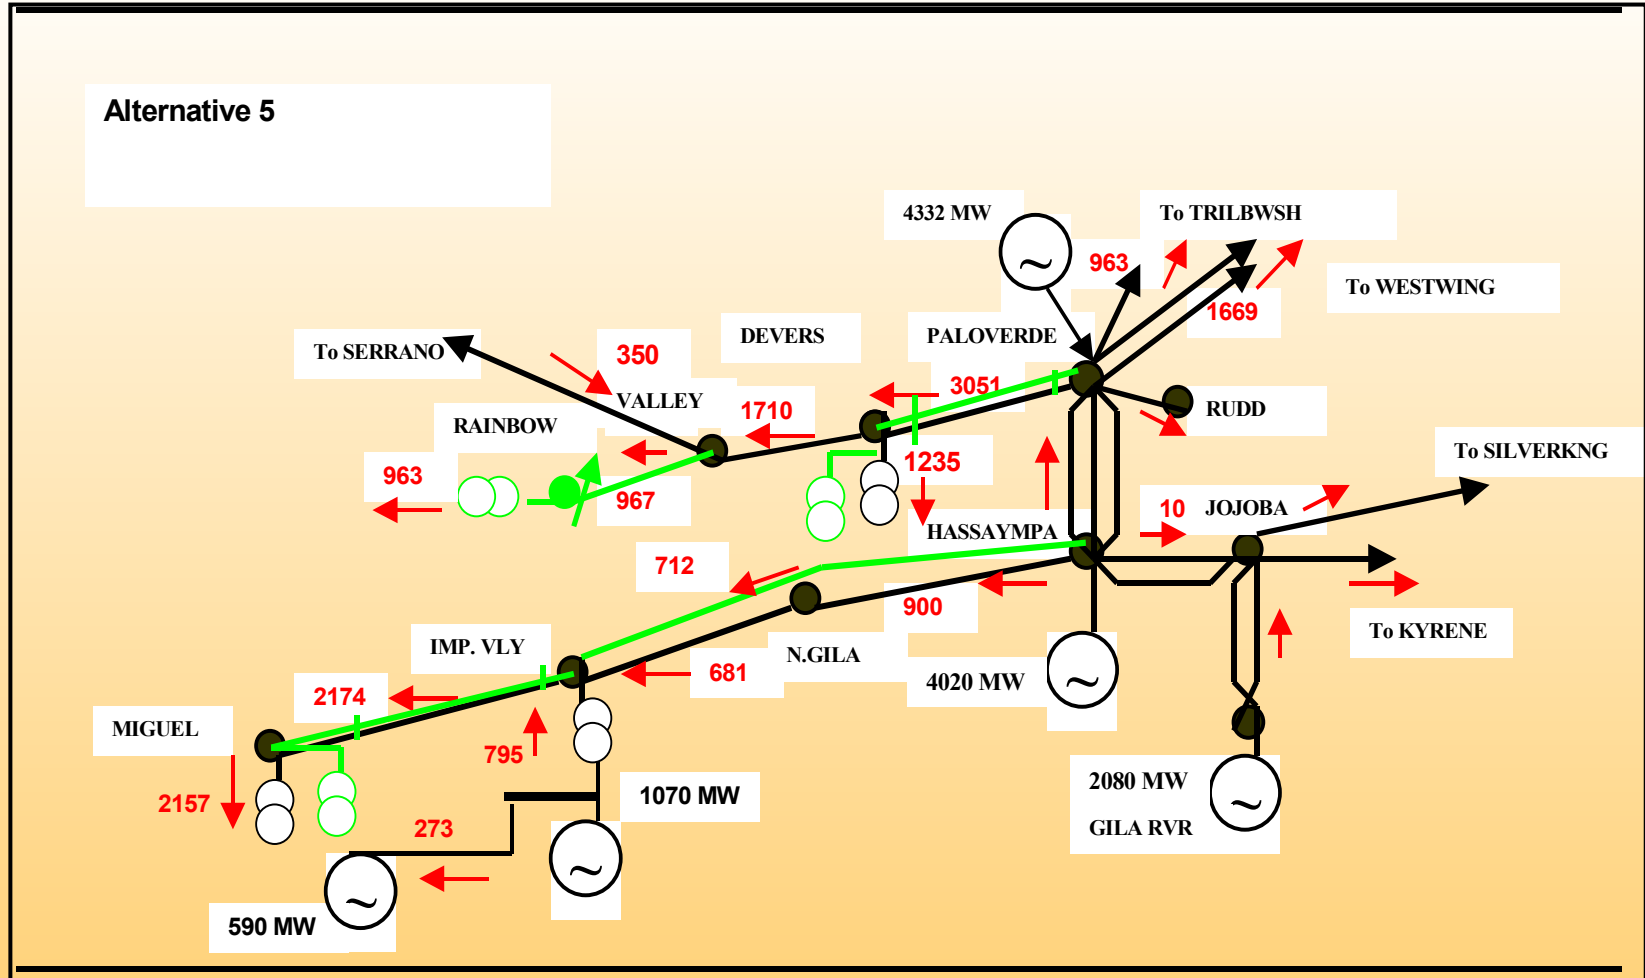 Alternative 5
4332 MW
To TRILBWSH
963
To WESTWING
1669
DEVERS
PALOVERDE
To SERRANO
350
3051
VALLEY
1710
RUDD
RAINBOW
963
967
1235
To SILVERKNG
10
JOJOBA
HASSAYMPA
712
900
To KYRENE
IMP. VLY
N.GILA
681
4020 MW
2174
MIGUEL
795
2157
1070 MW
2080 MW
GILA RVR
273
590 MW